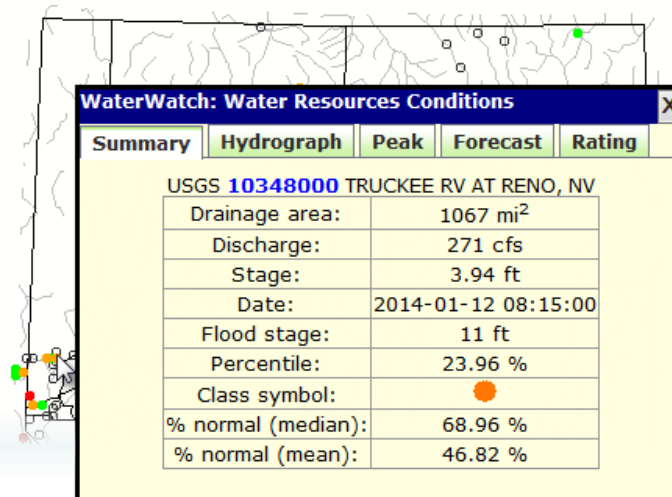 WaterWatch: Water Resources Conditions X
Summary Hydrograph Peak Forecast Rating
USGS 10348000 TRUCKEE RV AT RENO, NV
Drainage area: 1067 mi2
Discharge: 271 cfs
Stage: 3.94 ft
Date: 2014-01-12 08:15:00
Flood stage: 11 ft
Percentile: 23.96 %
Class symbol:
% normal (median): 68.96 %
% normal (mean): 46.82 %